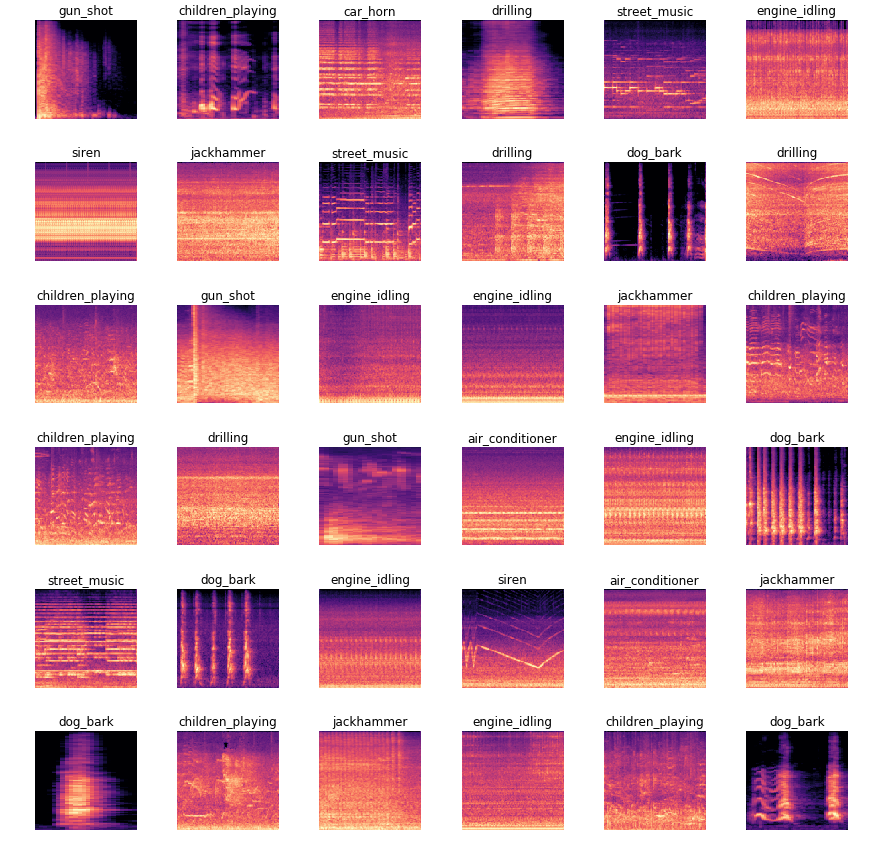 gun_shot children_playing car_horn drilling street_music engine_idling
siren jackhammer street_music drilling dog_bark drilling
children_playing gun_shot engine_idling engine_idling jackhammer children_playing
children_playing drilling gun_shot air_conditioner engine_idling dog_bark
street_music dog_bark engine_idling siren air_conditioner jackhammer
dog_bark children_playing jackhammer engine_idling children_playing dog_bark